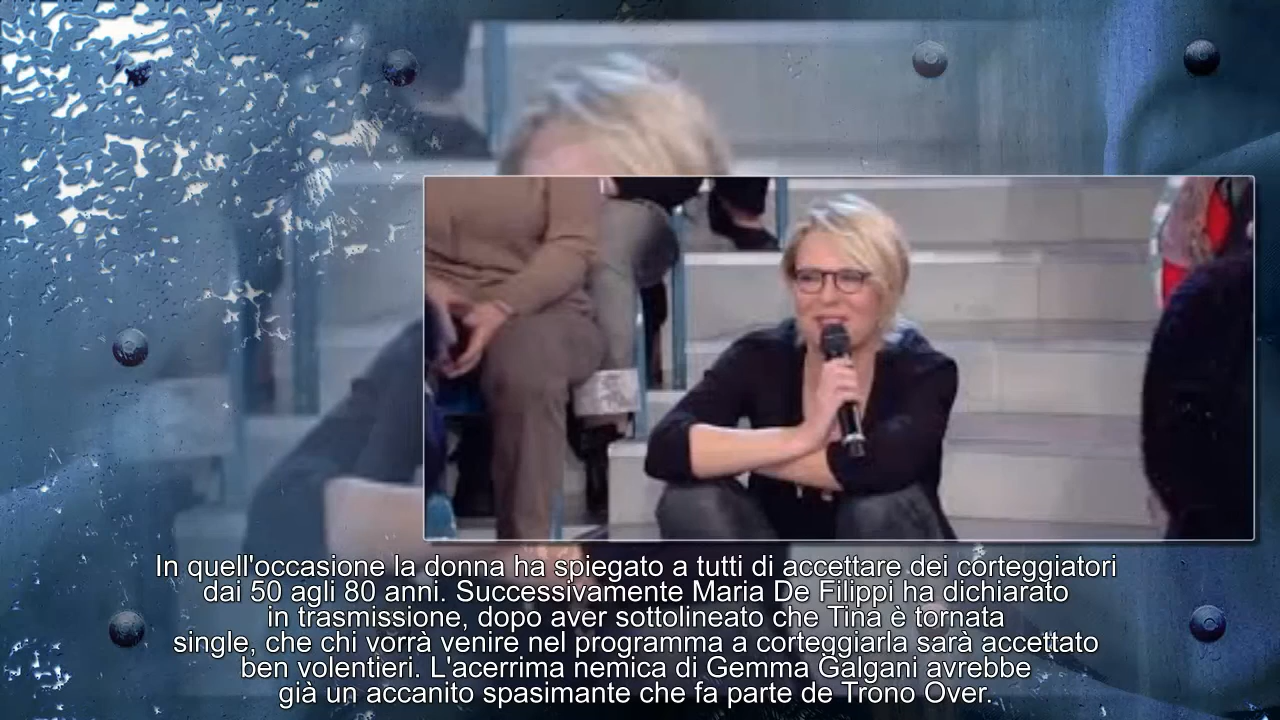 In quell'occasione la donna ha spiegato a tutti di accettare dei corteggiatori
dai 50 agli 80 anni. Successivamente Maria De Filippi ha dichiarato
in trasmissione, dopo aver sottolineato che Tina è tornata
single, che chi vorrà venire nel programma a corteggiarla sarà accettato
ben volentieri. L'acerrima nemica di Gemma Galgani avrebbe
già un accanito spasimante che fa parte de Trono Over.